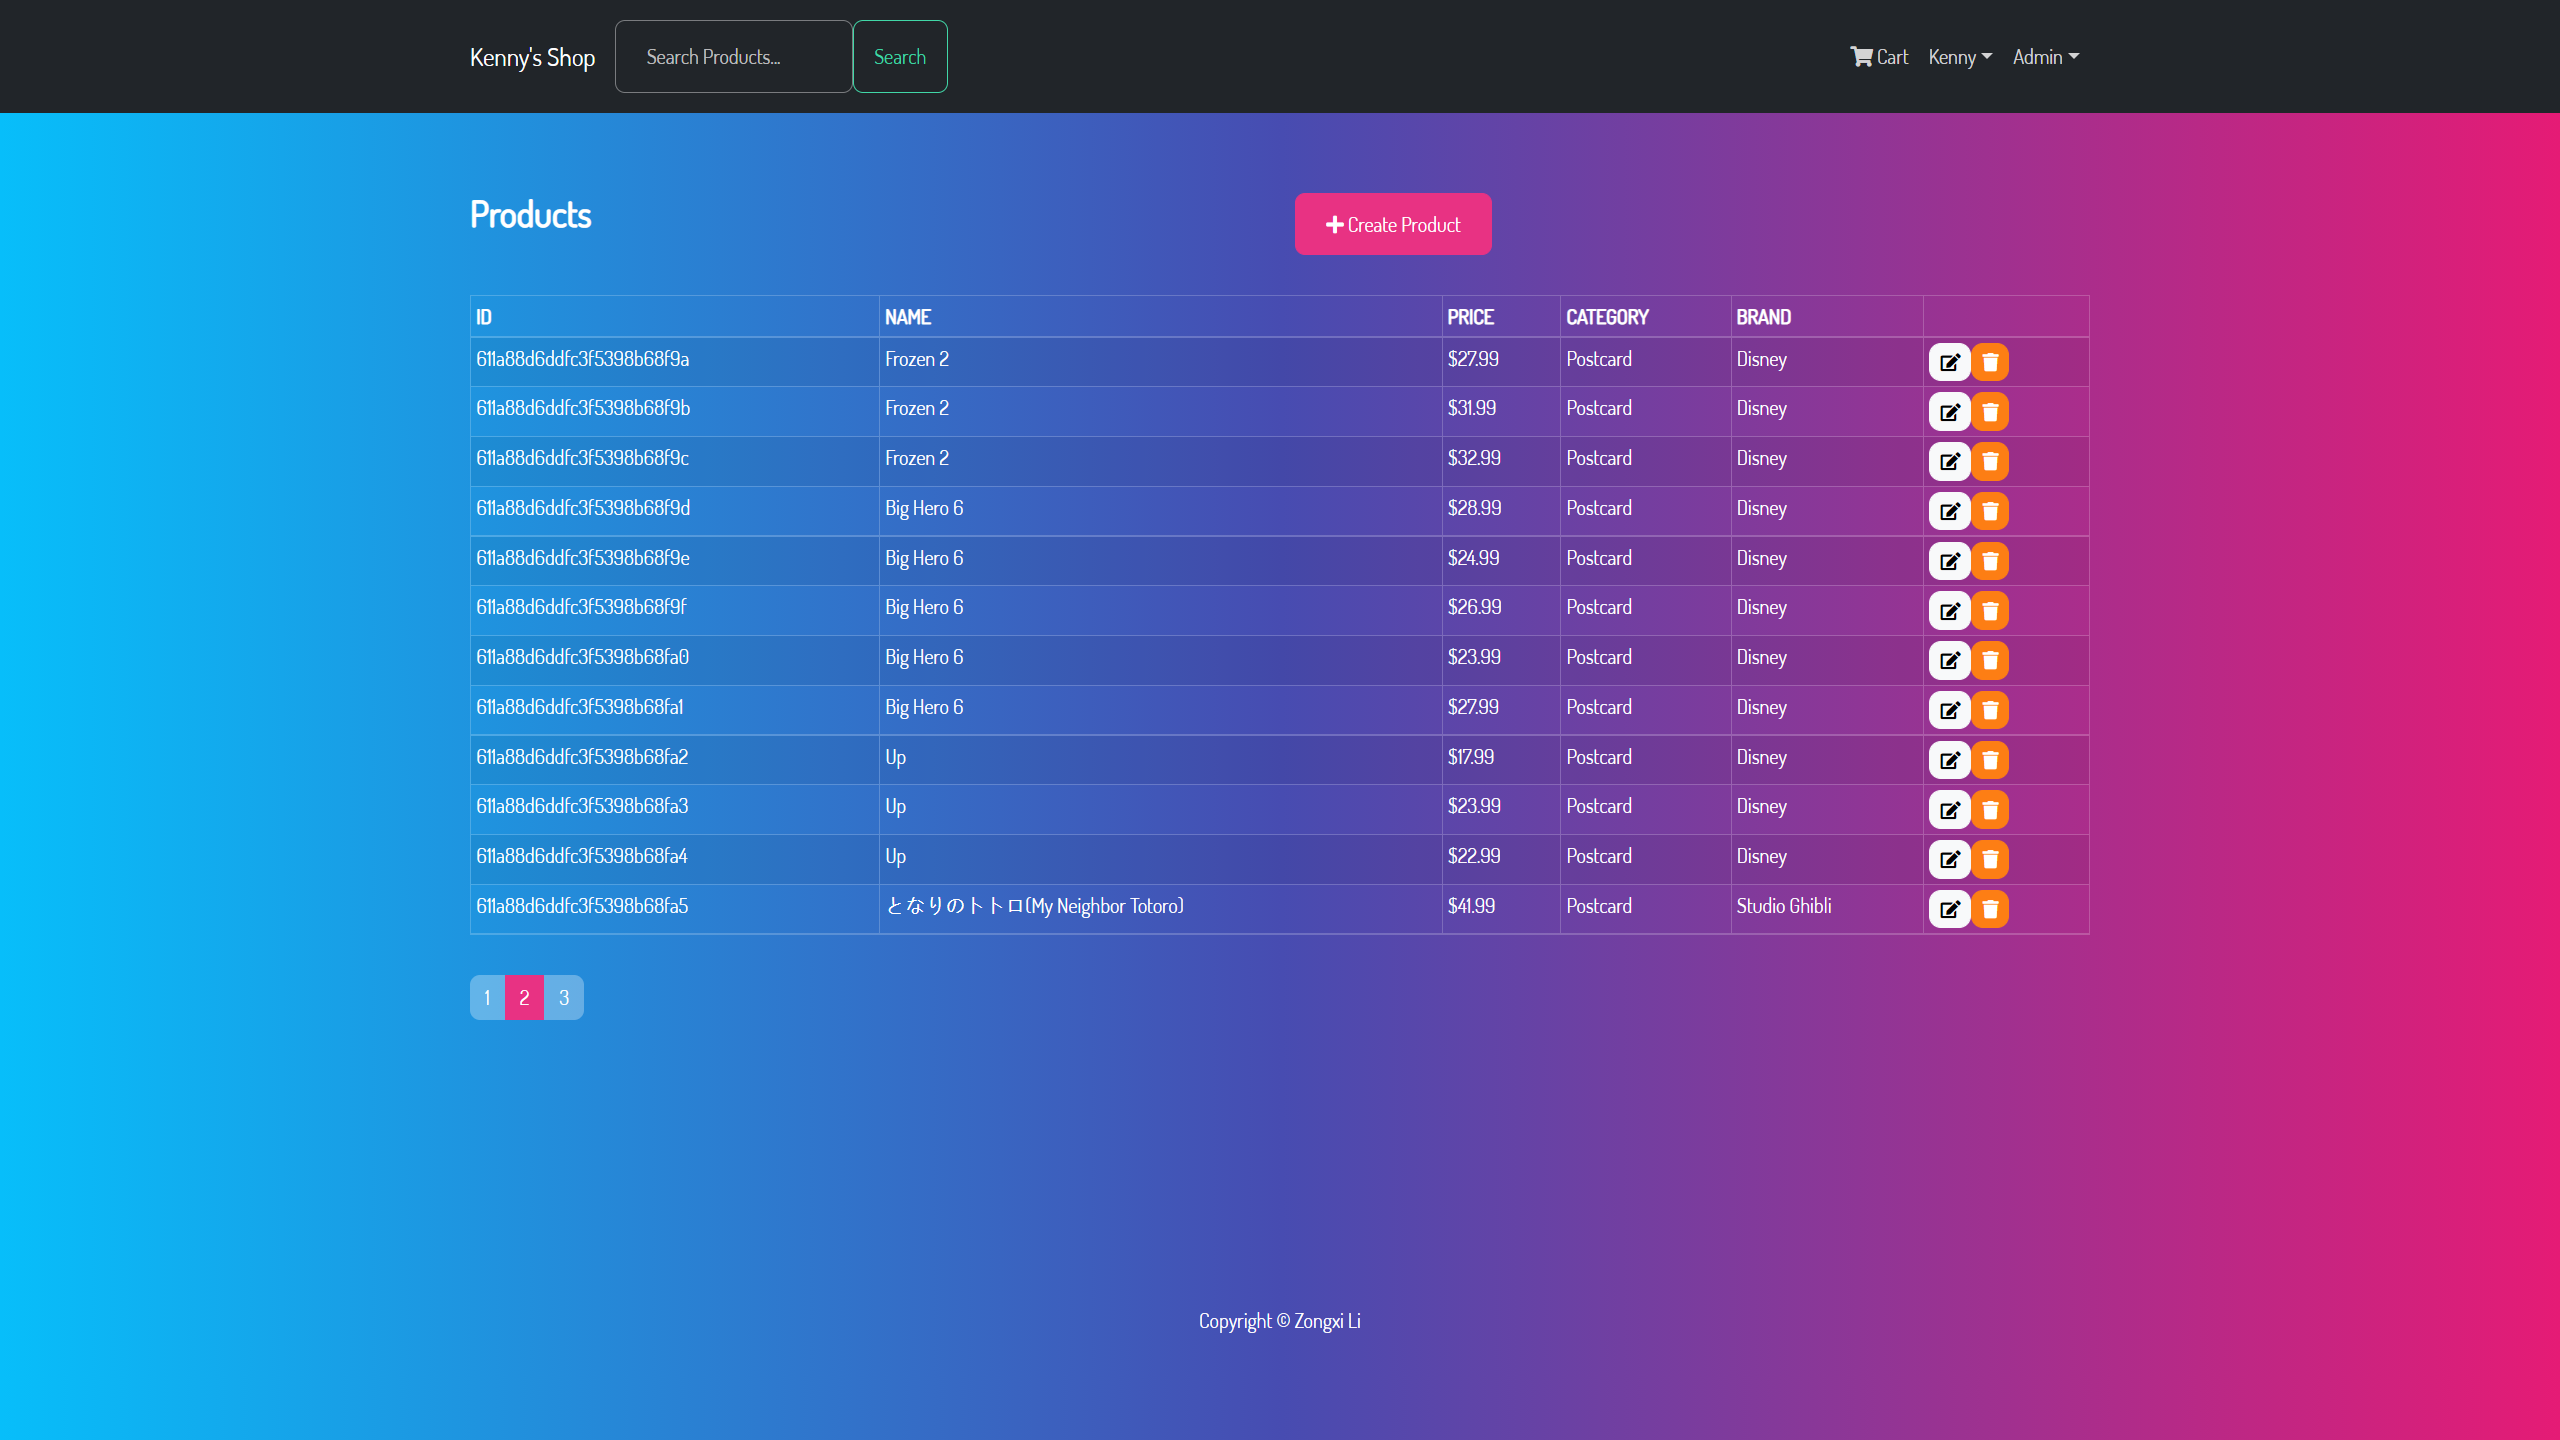 Kenny's Shop Search Products... Search Cart Kenny Admin
Products Create Product
ID NAME PRICE CATEGORY BRAND
611a88d6ddfc3f5398b68f9a Frozen 2 $27.99 Postcard Disney
611a88d6ddfc3f5398b68f9b Frozen 2 $31.99 Postcard Disney
611a88d6ddfc3f5398b68f9c Frozen 2 $32.99 Postcard Disney
611a88d6ddfc3f5398b68f9d Big Hero 6 $28.99 Postcard Disney
611a88d6ddfc3f5398b68f9e Big Hero 6 $24.99 Postcard Disney
611a88d6ddfc3f5398b68f9f Big Hero 6 $26.99 Postcard Disney
611a88d6ddfc3f5398b68fa0 Big Hero 6 $23.99 Postcard Disney
611a88d6ddfc3f5398b68fa1 Big Hero 6 $27.99 Postcard Disney
611a88d6ddfc3f5398b68fa2 Up $17.99 Postcard Disney
611a88d6ddfc3f5398b68fa3 Up $23.99 Postcard Disney
611a88d6ddfc3f5398b68fa4 Up $22.99 Postcard Disney
611a88d6ddfc3f5398b68fa5 となりのトトロ(My Neighbor Totoro) $41.99 Postcard Studio Ghibli
1 2 3
Copyright © Zongxi Li